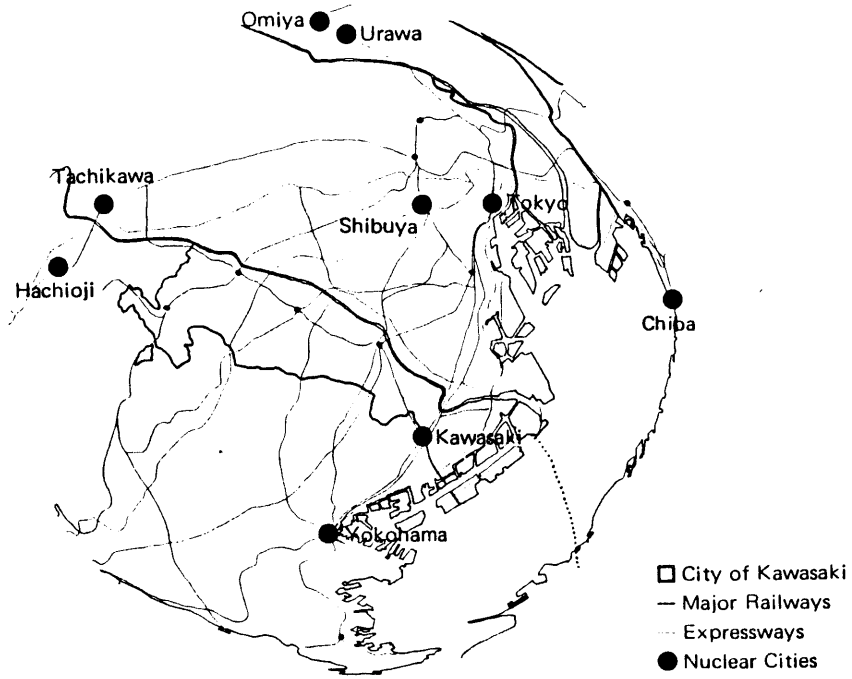 Omiya
Urawa
Tachikawa
Shibuya
Tokyo
Hachioji
Chiba
Kawasaki
Yokohama
City of Kawasaki
Major Railways
Expressways
Nuclear Cities